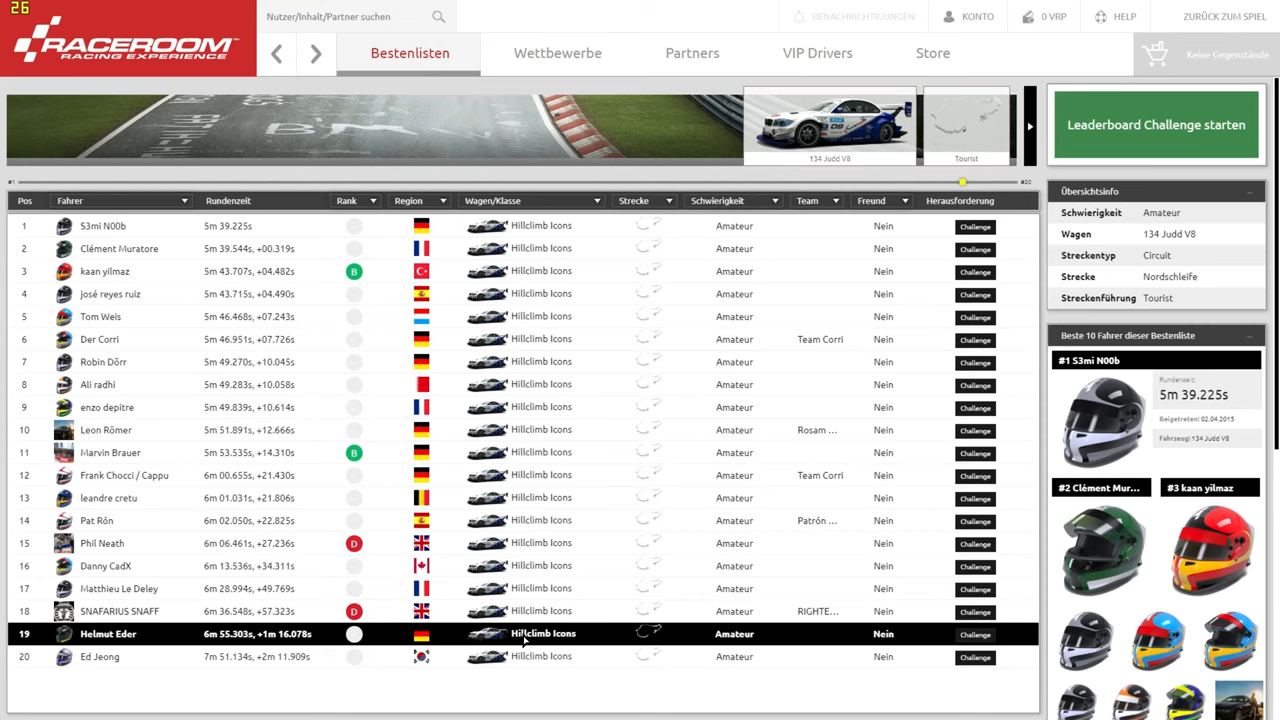 26
RACEROOM
RACING EXPERIENCE
Nutzer/Inhalt/Partner suchen
BENACHRICHTIGUNGEN
KONTO
0 VRP
HELP
ZURÜCK ZUM SPIEL
Bestenlisten
Wettbewerbe
Partners
VIP Drivers
Store
Keine Gegenstände
134 Judd V8
Tourist
Leaderboard Challenge starten
#1
#20
Pos Fahrer Rundenzeit Rank Region Wagen/Klasse Strecke Schwierigkeit Team Freund Herausforderung
1 S3mi N00b 5m 39.225s Hillclimb Icons Amateur Nein Challenge
2 Clément Muratore 5m 39.544s, +00.319s Hillclimb Icons Amateur Nein Challenge
3 kaan yilmaz 5m 43.707s, +04.482s B Hillclimb Icons Amateur Nein Challenge
4 josé reyes ruiz 5m 43.715s, +04.490s Hillclimb Icons Amateur Nein Challenge
5 Tom Weis 5m 46.468s, +07.243s Hillclimb Icons Amateur Nein Challenge
6 Der Corri 5m 46.951s, +07.726s Hillclimb Icons Amateur Team Corri Nein Challenge
7 Robin Dörr 5m 49.270s, +10.045s Hillclimb Icons Amateur Nein Challenge
8 Ali radhi 5m 49.283s, +10.058s Hillclimb Icons Amateur Nein Challenge
9 enzo depitre 5m 49.839s, +10.614s Hillclimb Icons Amateur Nein Challenge
10 Leon Römer 5m 51.891s, +12.666s Hillclimb Icons Amateur Rosam ... Nein Challenge
11 Marvin Brauer 5m 53.535s, +14.310s B Hillclimb Icons Amateur Nein Challenge
12 Frank Chocci / Cappu 6m 00.655s, +21.430s Hillclimb Icons Amateur Team Corri Nein Challenge
13 leandre cretu 6m 01.031s, +21.806s Hillclimb Icons Amateur Nein Challenge
14 Pat Rón 6m 02.050s, +22.825s Hillclimb Icons Amateur Patrón ... Nein Challenge
15 Phil Neath 6m 06.461s, +27.236s D Hillclimb Icons Amateur Nein Challenge
16 Danny CadX 6m 13.536s, +34.311s Hillclimb Icons Amateur Nein Challenge
17 Matthieu Le Deley 6m 28.994s, +49.769s Hillclimb Icons Amateur Nein Challenge
18 SNAFARIUS SNAFF 6m 36.548s, +57.323s D Hillclimb Icons Amateur RIGHTE... Nein Challenge
19 Helmut Eder 6m 55.303s, +1m 16.078s Hillclimb Icons Amateur Nein Challenge
20 Ed Jeong 7m 51.134s, +2m 11.909s Hillclimb Icons Amateur Nein Challenge
Übersichtsinfo
Schwierigkeit Amateur
Wagen 134 Judd V8
Streckentyp Circuit
Strecke Nordschleife
Streckenführung Tourist
Beste 10 Fahrer dieser Bestenliste
#1 S3mi N00b
Rundenzeit:
5m 39.225s
Beigetreten: 02.04.2015
Fahrzeug: 134 Judd V8
#2 Clément Mur...
#3 kaan yilmaz